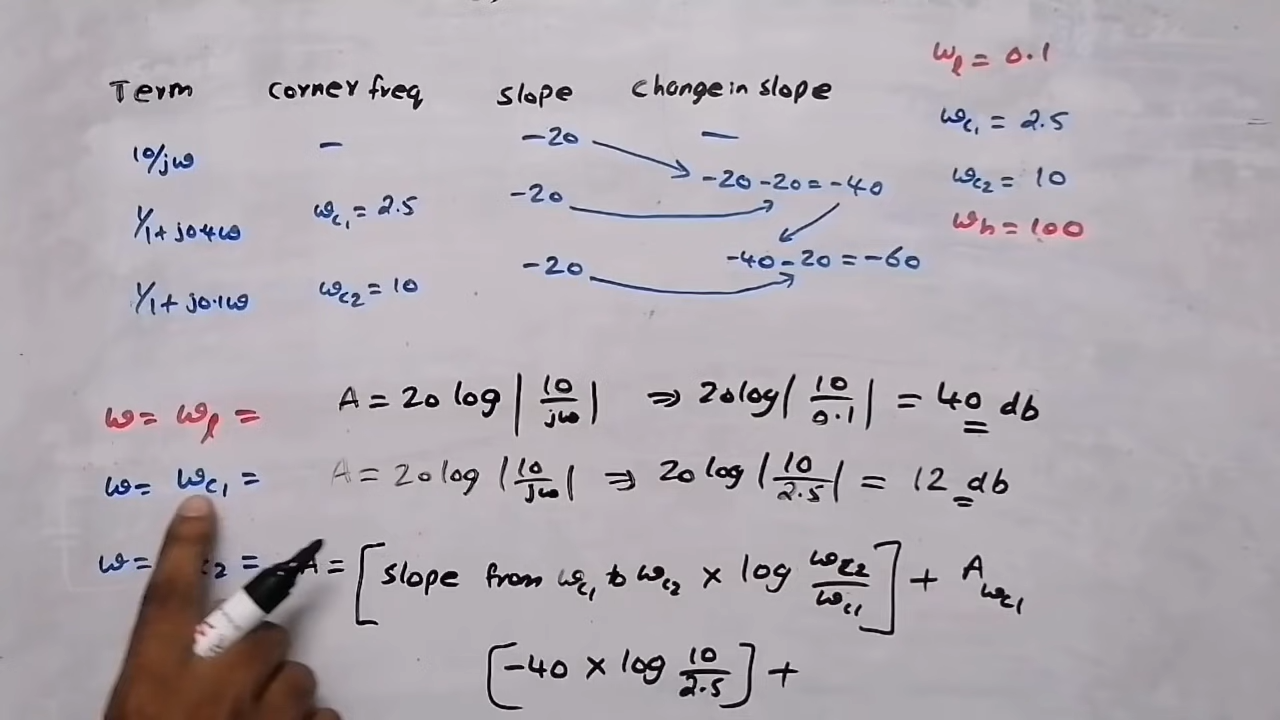 Term corner freq slope change in slope ωl = 0.1
10/jω – -20 — ωc1 = 2.5
1/1+j0.4ω ωc1 = 2.5 -20 -20-20=-40 ωc2 = 10
1/1+j0.1ω ωc2 = 10 -20 -40-20=-60 ωh = 100
ω= ωl = A = 20 log |10/jω| ⇒ 20log|10/0.1| = 40 db
ω= ωc1 = A = 20log |10/jω| ⇒ 20 log |10/2.5| = 12 db
ω= c2 = A = [slope from ωc1 to ωc2 × log ωc2/ωc1] + Aωc1
[-40 × log 10/2.5] +